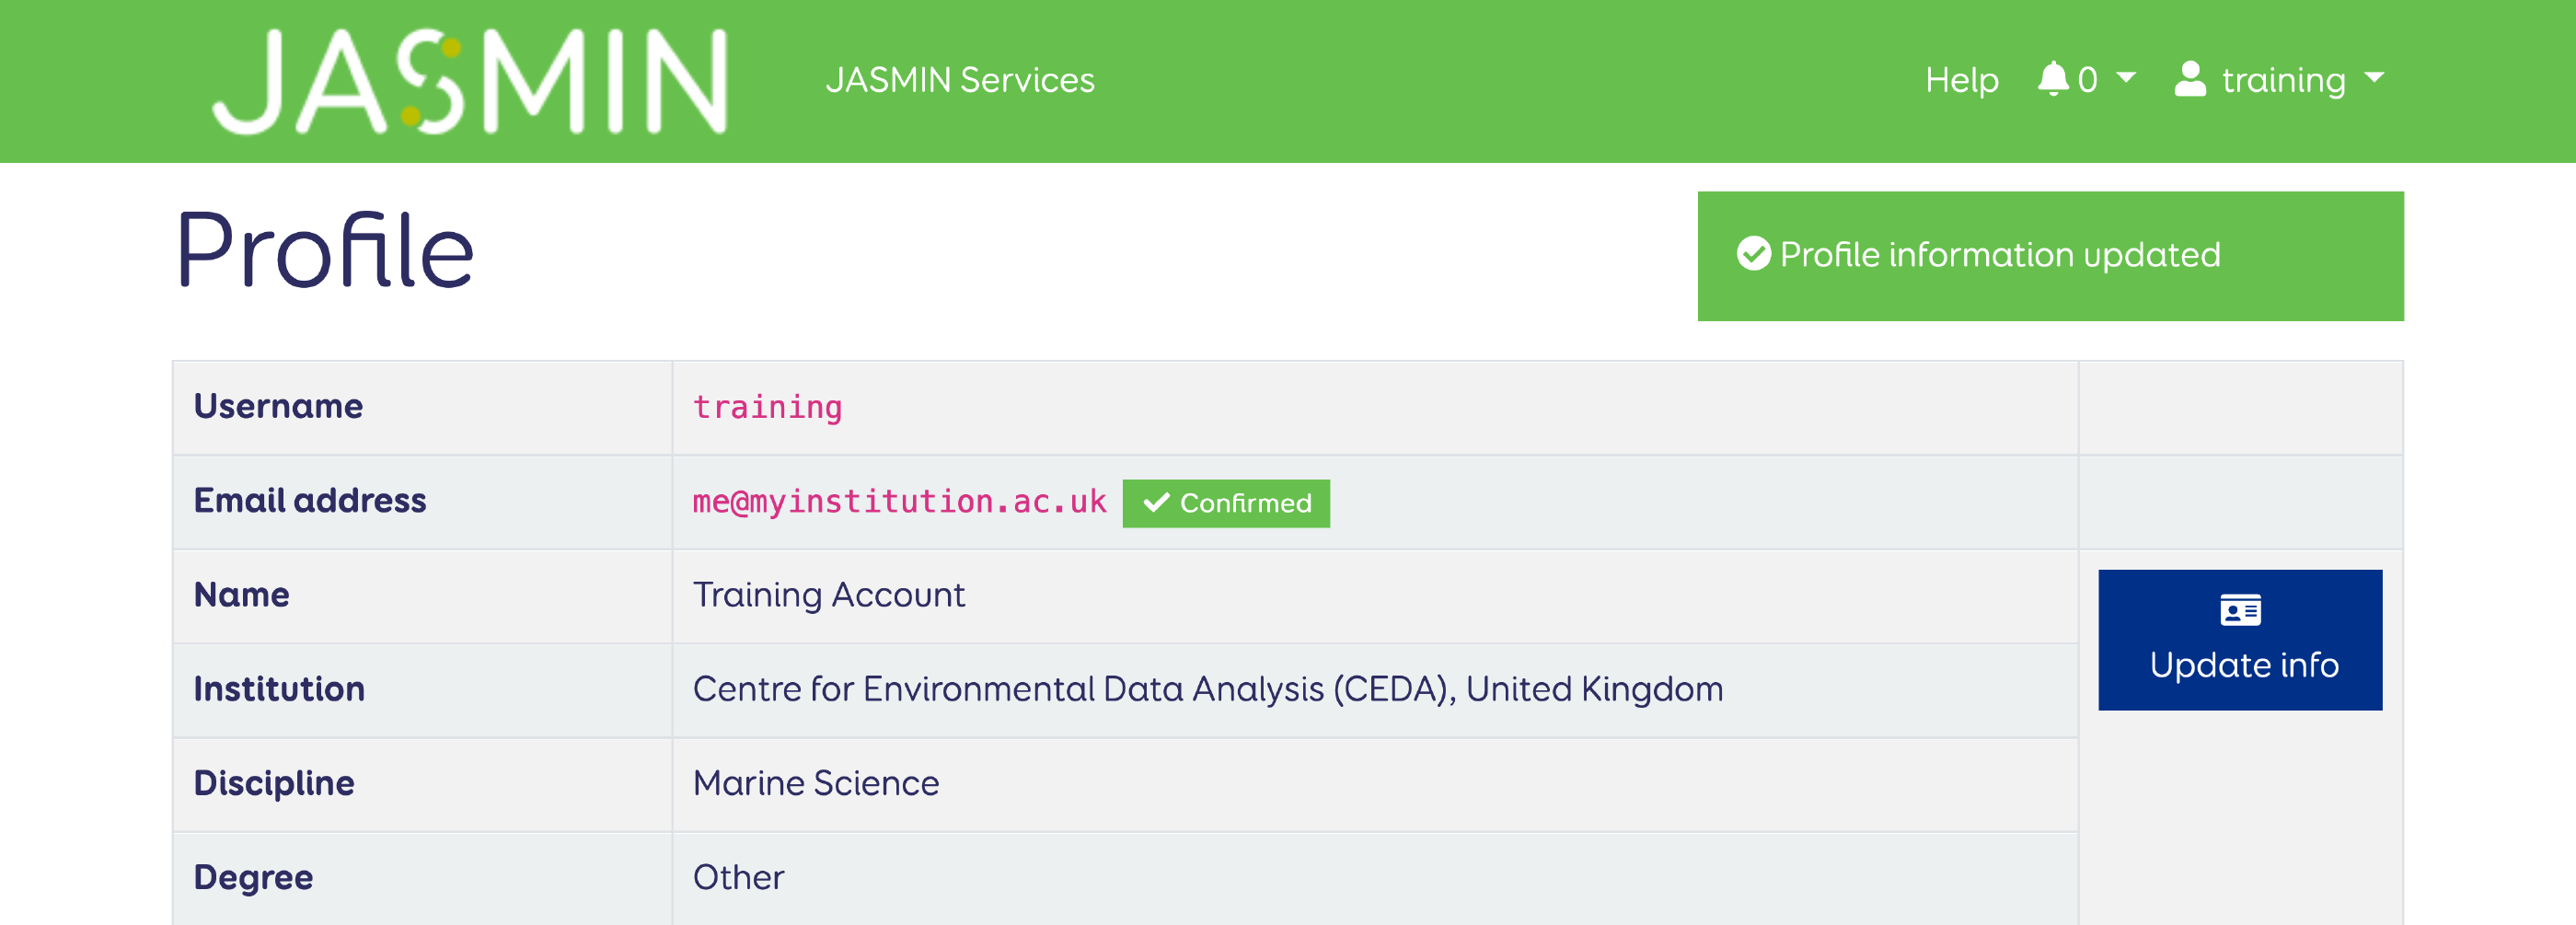 JASMIN JASMIN Services Help 0 training
Profile
Profile information updated
Username training
Email address me@myinstitution.ac.uk Confirmed
Name Training Account
Update info
Institution Centre for Environmental Data Analysis (CEDA), United Kingdom
Discipline Marine Science
Degree Other